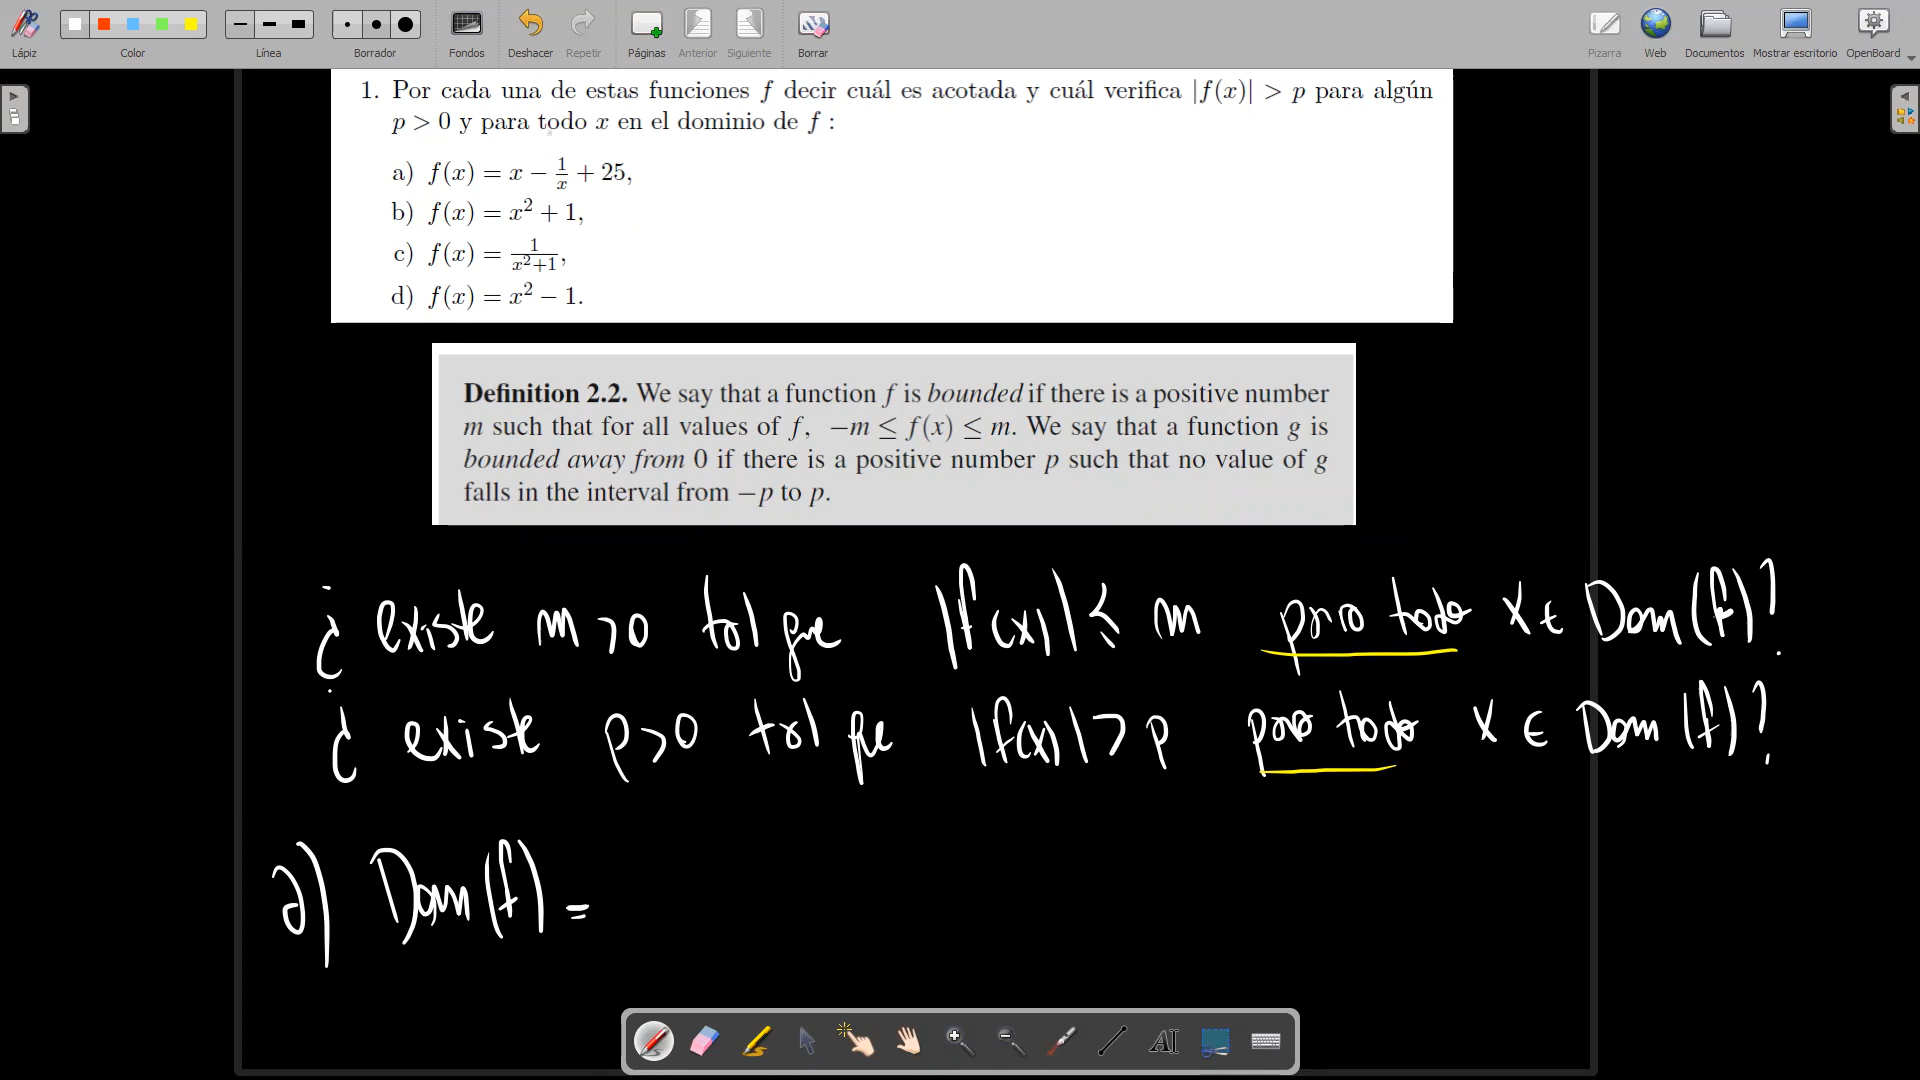 Lápiz Color Línea Borrador Fondos Deshacer Repetir Páginas Anterior Siguiente Borrar Pizarra Web Documentos Mostrar escritorio OpenBoard
1. Por cada una de estas funciones f decir cuál es acotada y cuál verifica |f(x)| > p para algún
p > 0 y para todo x en el dominio de f :
a) f(x) = x − 1/x + 25,
b) f(x) = x² + 1,
c) f(x) = 1/(x²+1),
d) f(x) = x² − 1.
Definition 2.2. We say that a function f is bounded if there is a positive number
m such that for all values of f, −m ≤ f(x) ≤ m. We say that a function g is
bounded away from 0 if there is a positive number p such that no value of g
falls in the interval from −p to p.
¿ existe m > 0 tal que |f(x)| ≤ m para todo x ∈ Dom(f)?
¿ existe p > 0 tal que |f(x)| > p para todo x ∈ Dom(f)?
a) Dom(f) =
AI